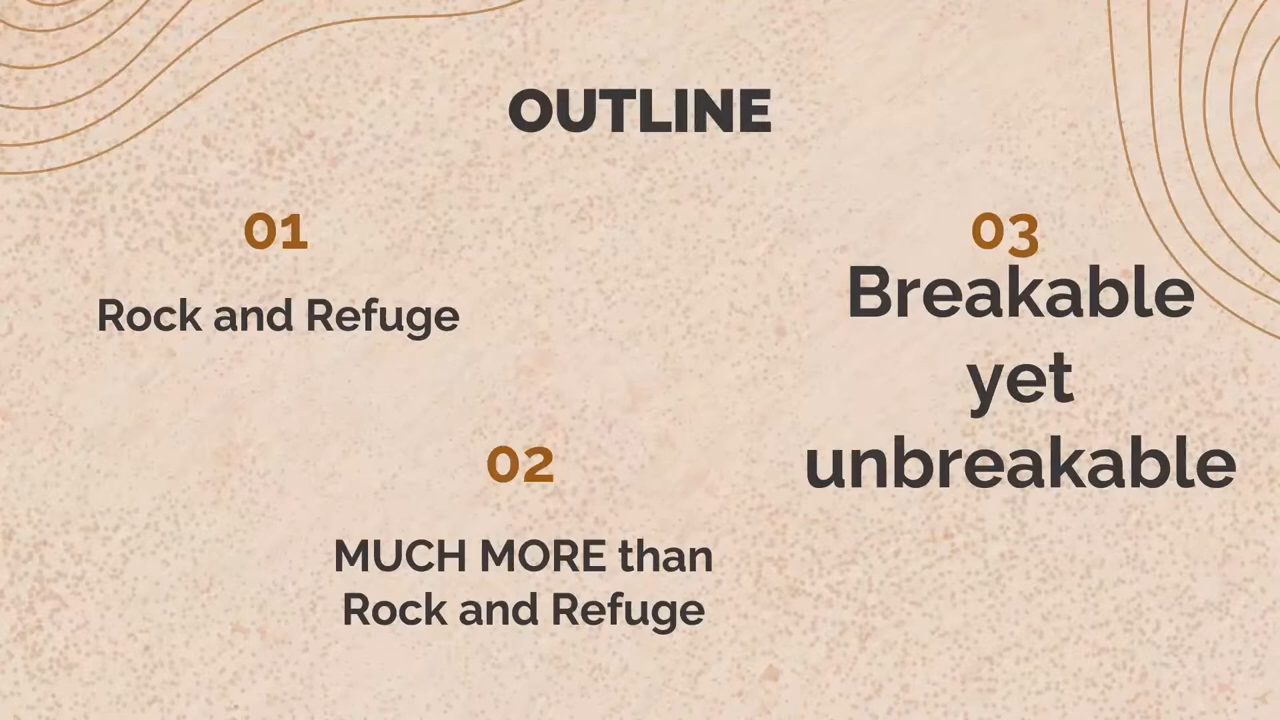 OUTLINE
01
Rock and Refuge
02
MUCH MORE than
Rock and Refuge
03
Breakable
yet
unbreakable